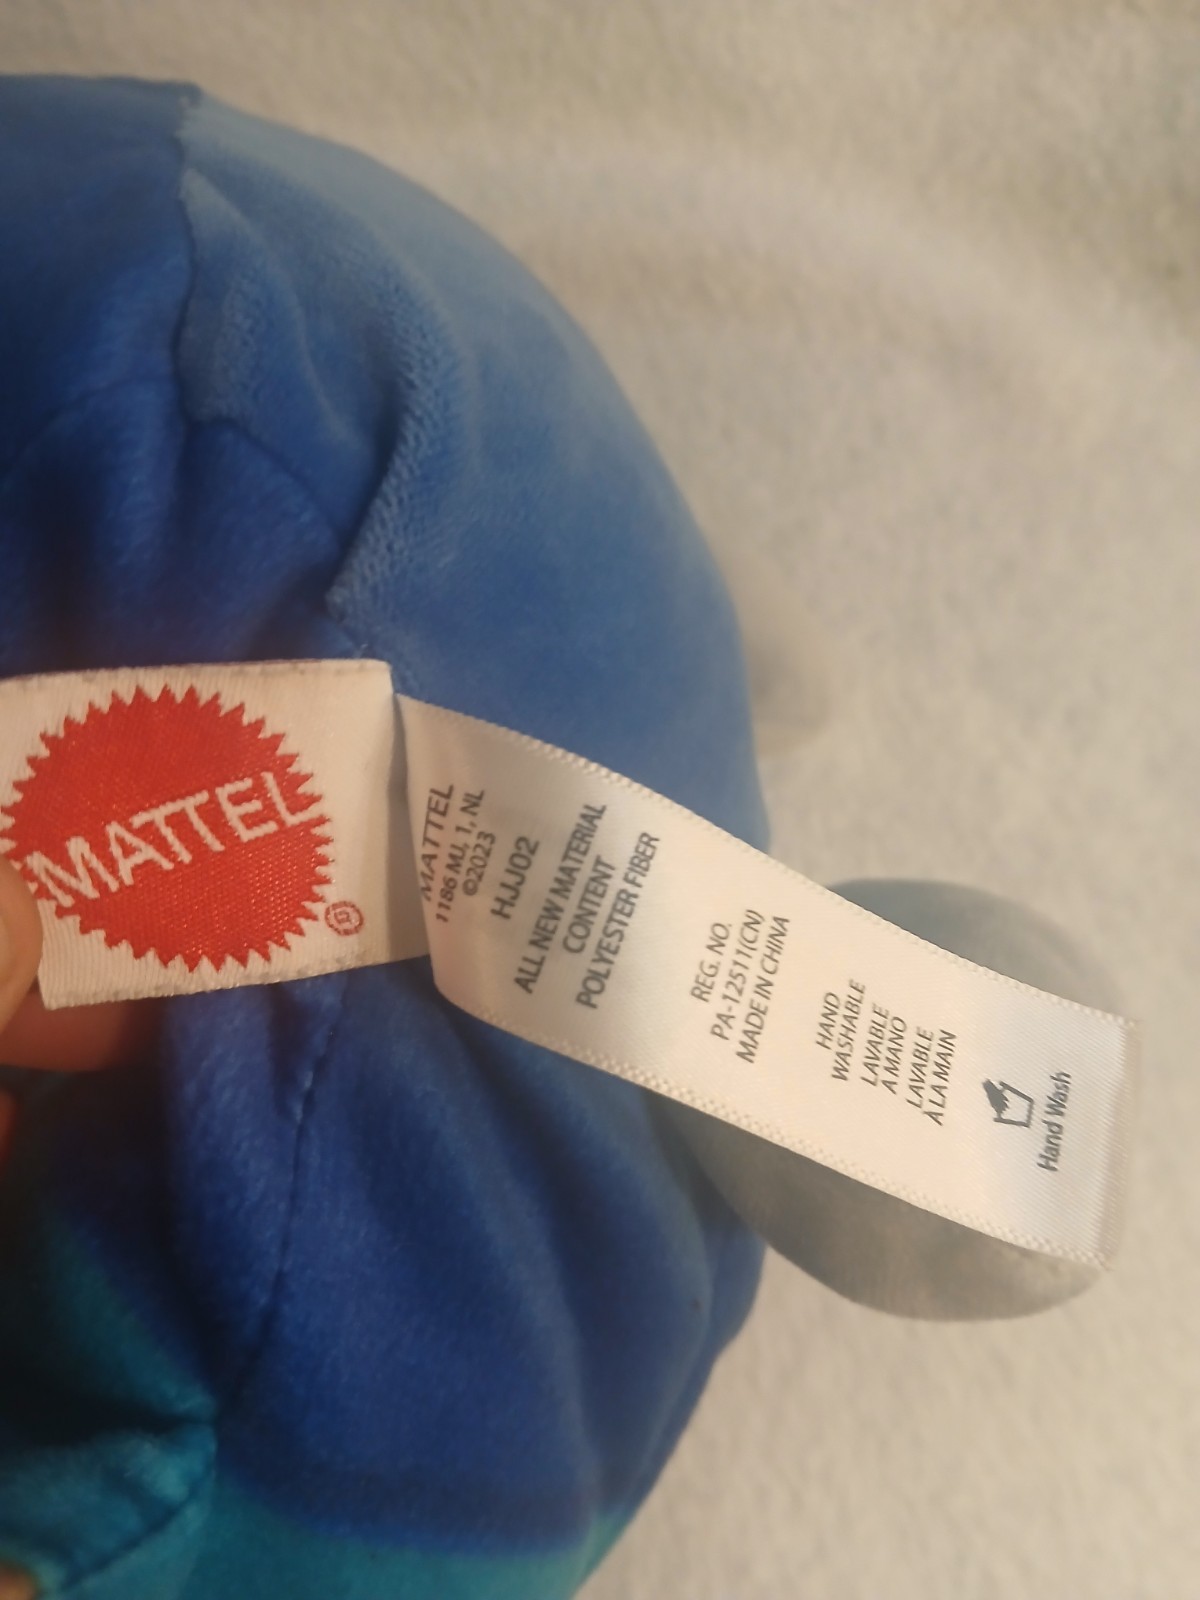 MATTEL
®
MATTEL
1186 MJ, 1, NL
©2023
HJJ02
ALL NEW MATERIAL
CONTENT
POLYESTER FIBER
REG. NO.
PA-12511(CN)
MADE IN CHINA
HAND
WASHABLE
LAVABLE
A MANO
LAVABLE
À LA MAIN
Hand Wash